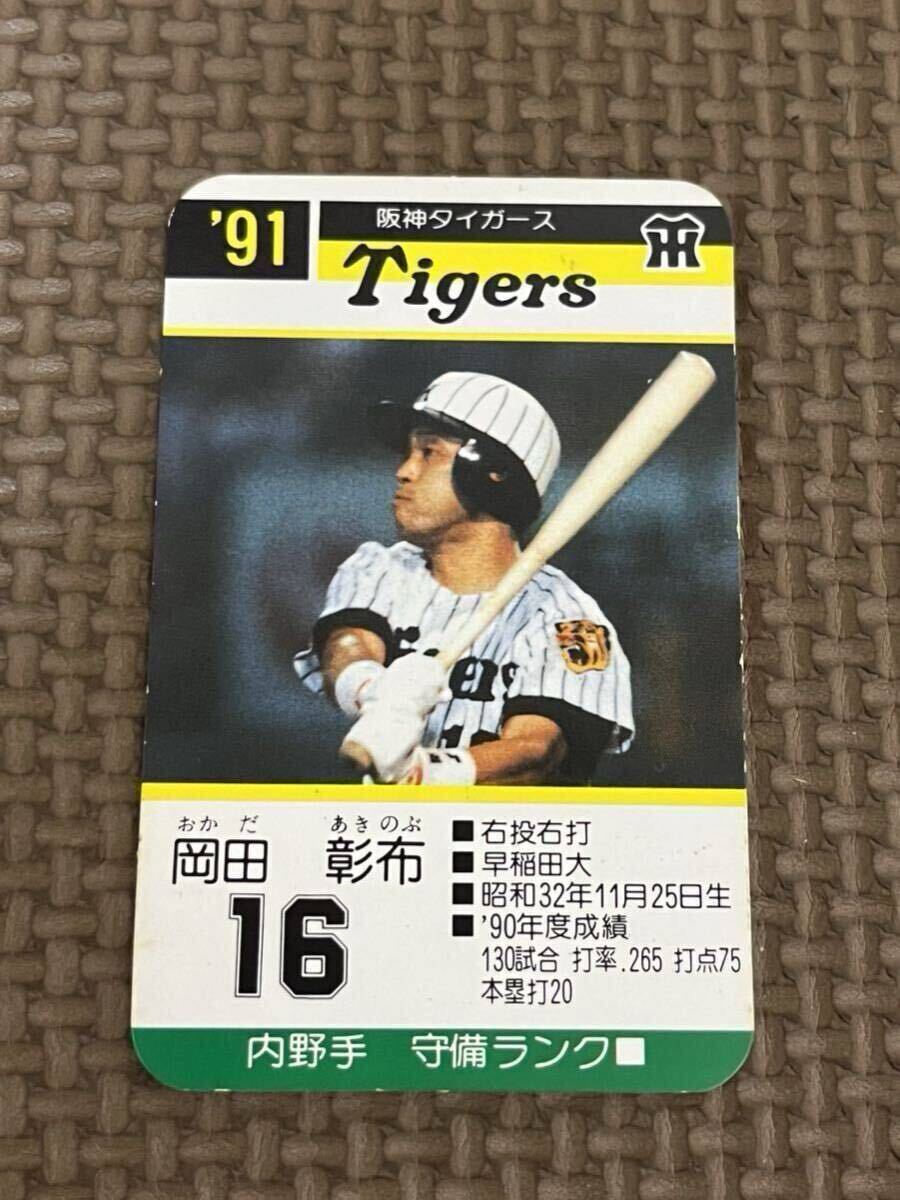 '91
阪神タイガース
Tigers
おかだ あきのぶ
岡田 彰布
16
■右投右打
■早稲田大
■昭和32年11月25日生
■'90年度成績
130試合 打率.265 打点75
本塁打20
内野手 守備ランク■